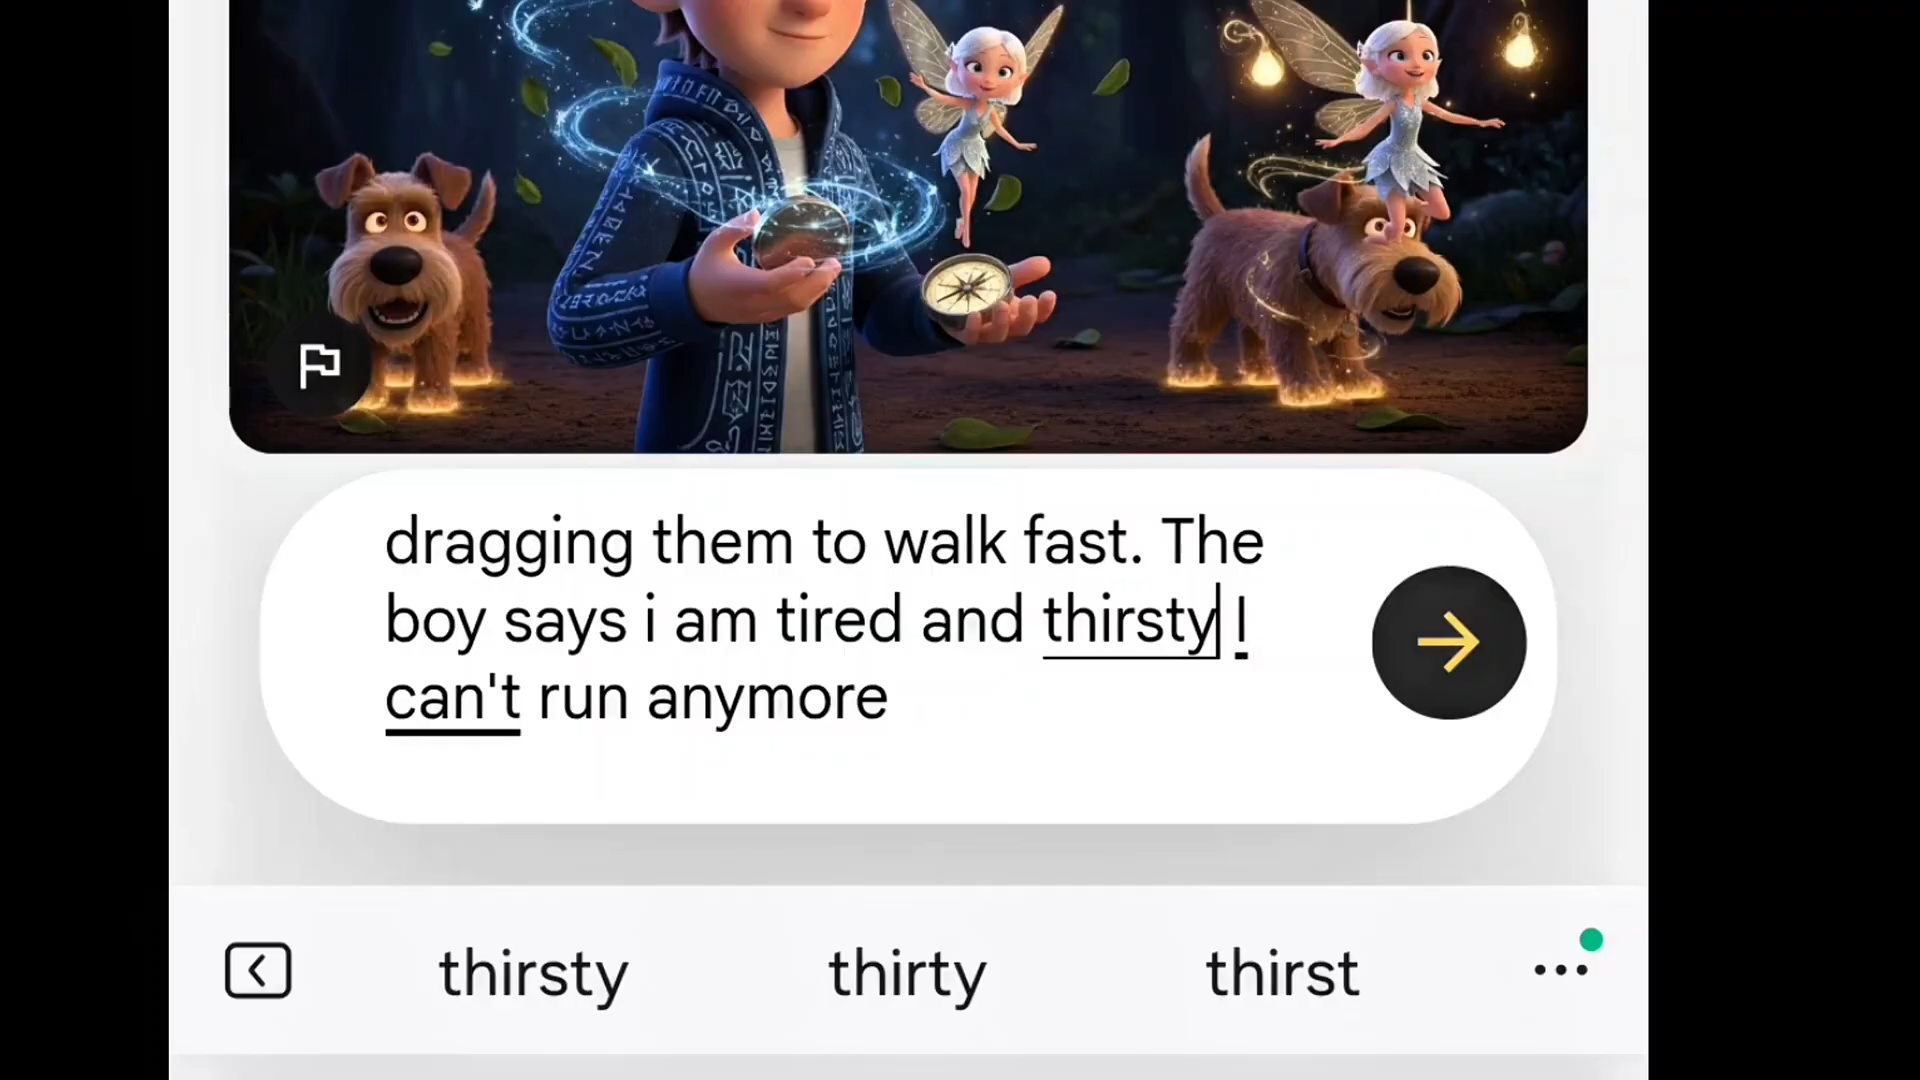 dragging them to walk fast. The
boy says i am tired and thirsty I
can't run anymore
thirsty thirty thirst